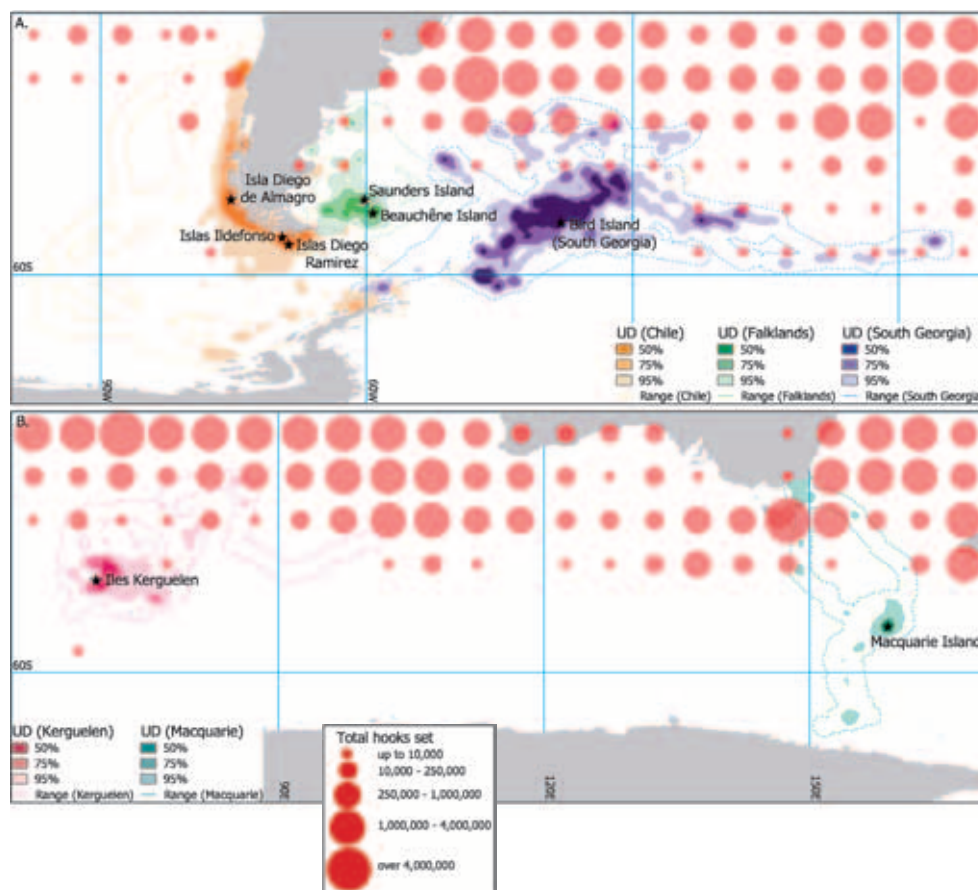 A.
Isla Diego
de Almagro
Saunders Island
Beauchêne Island
Islas Ildefonso
Islas Diego
Ramirez
Bird Island
(South Georgia)
60S
UD (Chile)
50%
75%
95%
Range (Chile)
UD (Falklands)
50%
75%
95%
Range (Falklands)
UD (South Georgia)
50%
75%
95%
Range (South Georgia)
90W
60W
B.
Iles Kerguelen
Macquarie Island
60S
UD (Kerguelen)
50%
75%
95%
Range (Kerguelen)
UD (Macquarie)
50%
75%
95%
Range (Macquarie)
90E
120E
150E
Total hooks set
up to 10,000
10,000 - 250,000
250,000 - 1,000,000
1,000,000 - 4,000,000
over 4,000,000